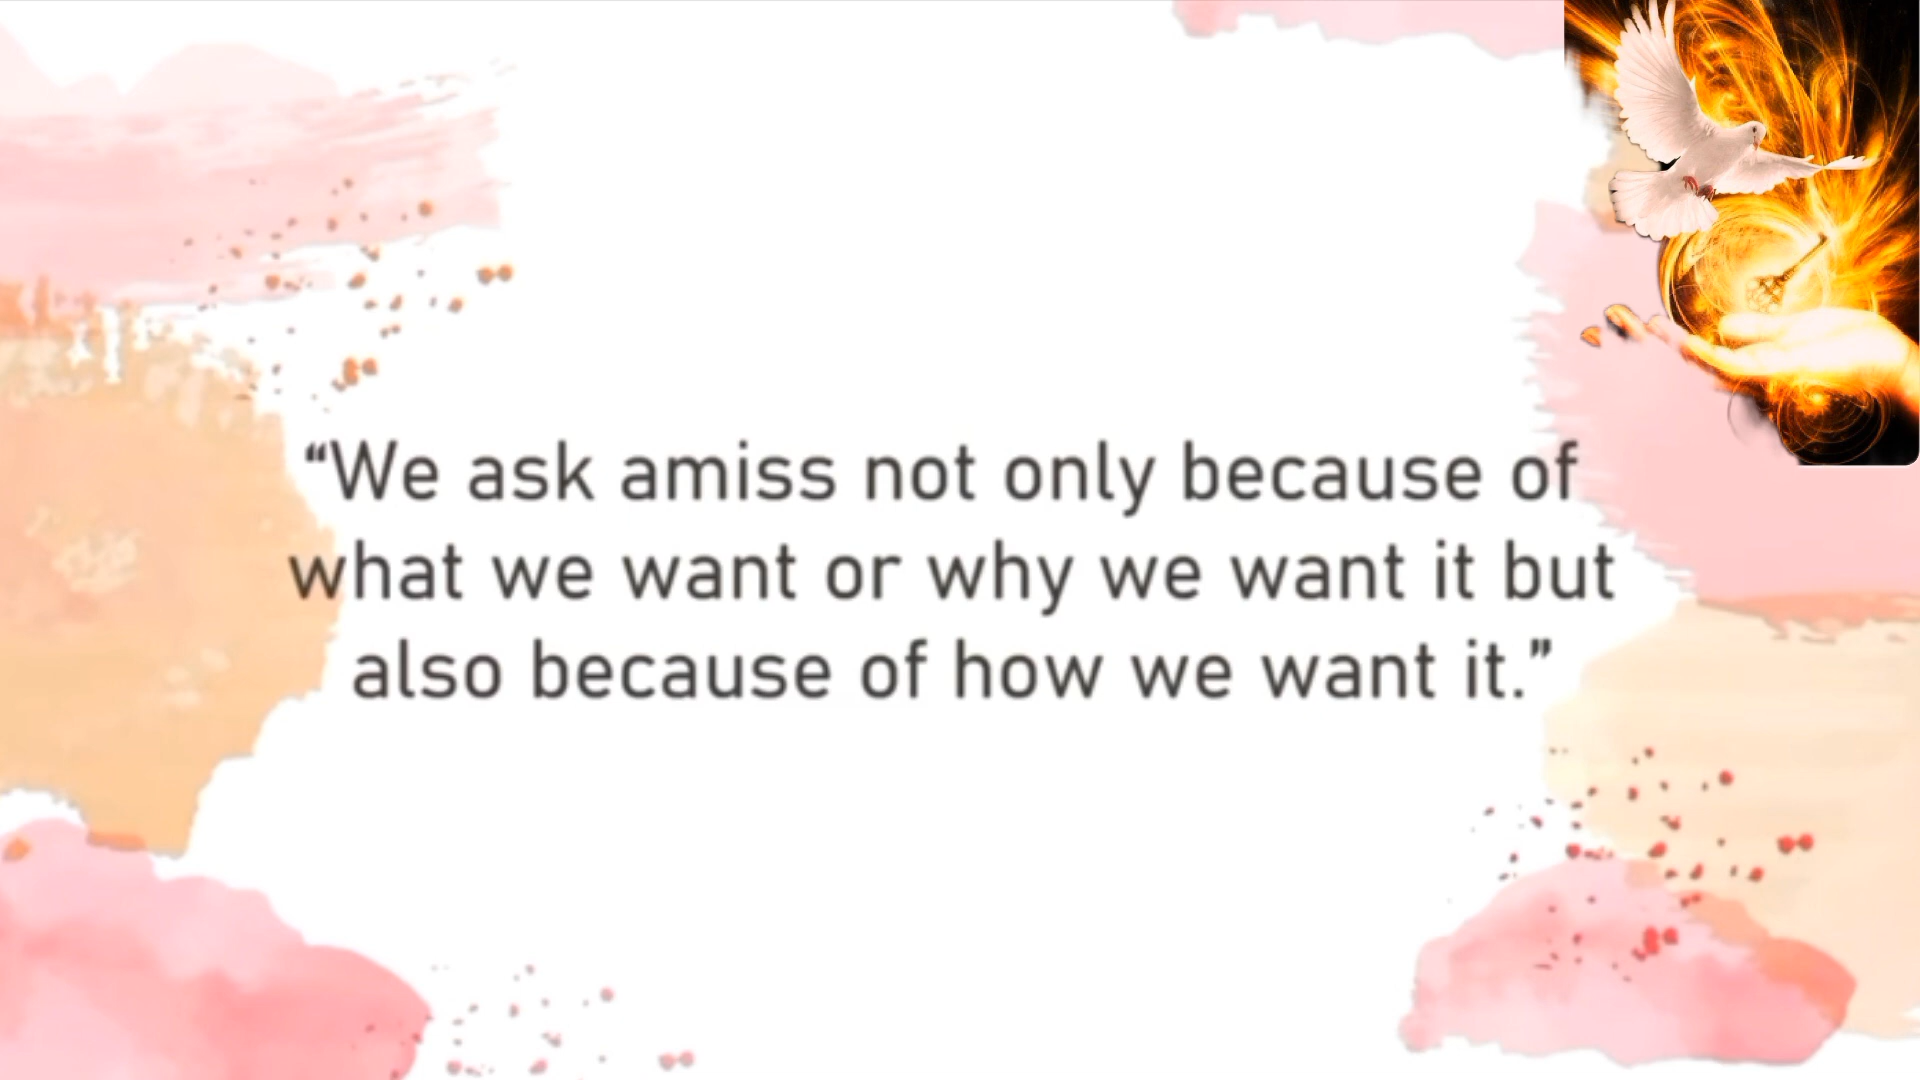 “We ask amiss not only because of
what we want or why we want it but
also because of how we want it.”